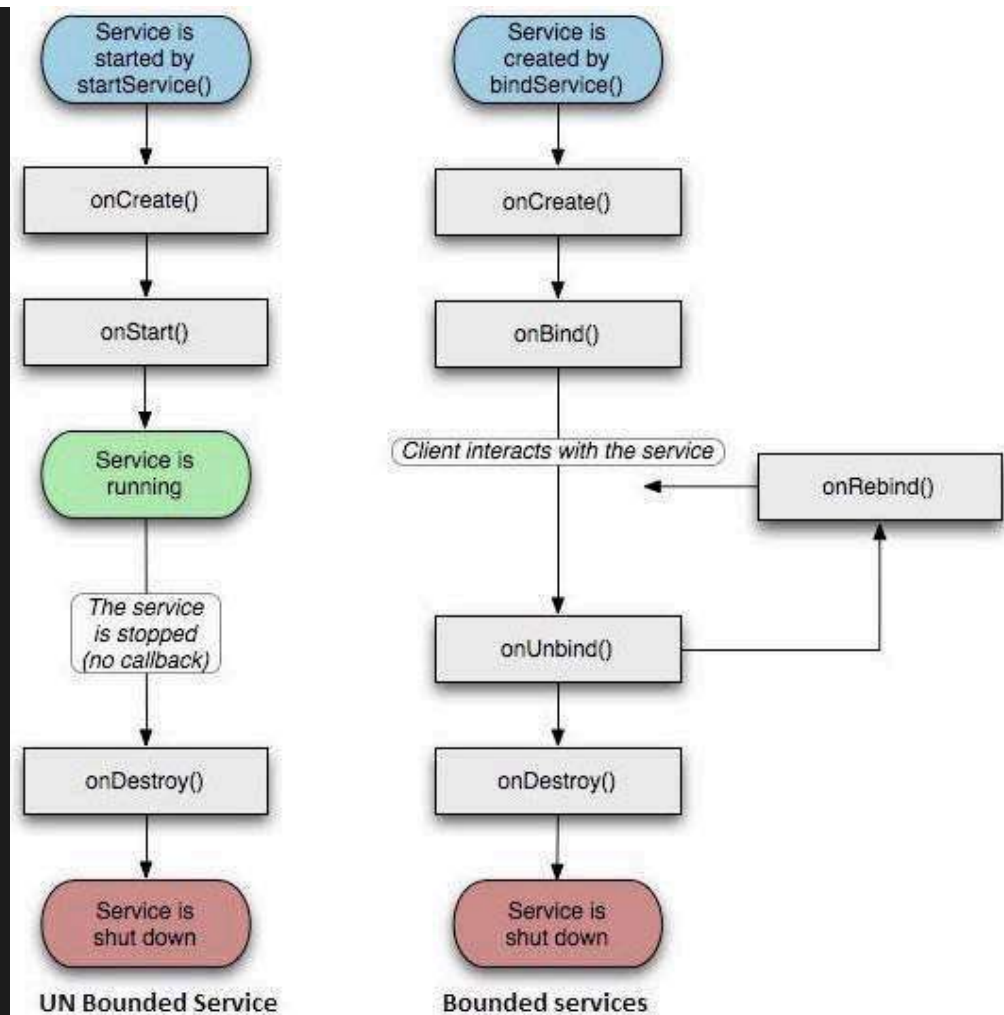 Service is
started by
startService()
onCreate()
onStart()
Service is
running
The service
is stopped
(no callback)
onDestroy()
Service is
shut down
UN Bounded Service
Service is
created by
bindService()
onCreate()
onBind()
Client interacts with the service
onRebind()
onUnbind()
onDestroy()
Service is
shut down
Bounded services